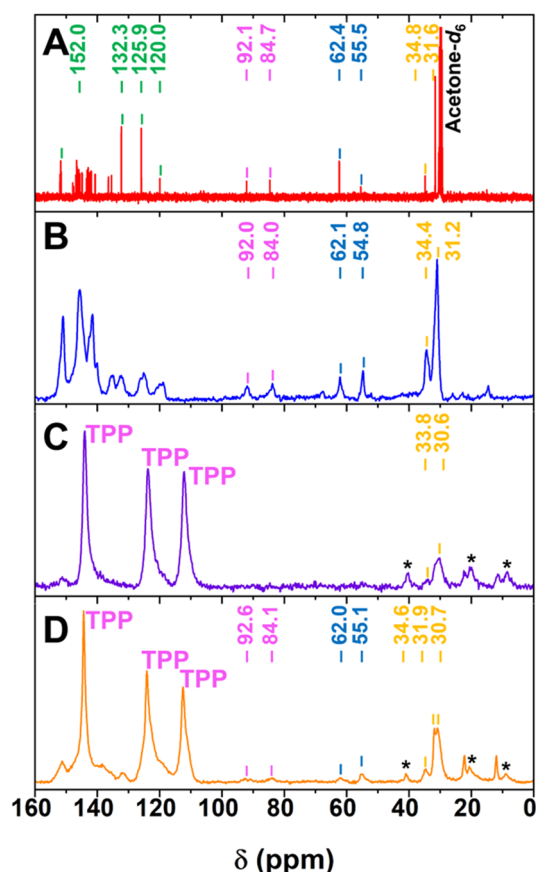 A
152.0
132.3
125.9
120.0
92.1
84.7
62.4
55.5
34.8
31.6
Acetone-d6
B
92.0
84.0
62.1
54.8
34.4
31.2
C
TPP
TPP
TPP
33.8
30.6
*
*
*
D
TPP
TPP
TPP
92.6
84.1
62.0
55.1
34.6
31.9
30.7
*
*
*
160 140 120 100 80 60 40 20 0
δ (ppm)